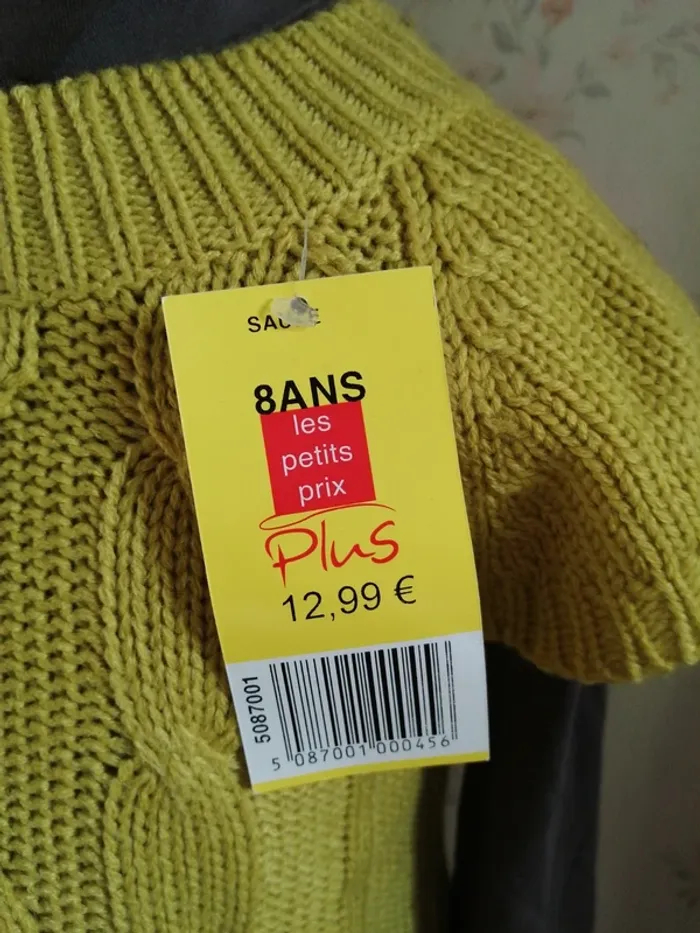 8ANS
les
petits
prix
Plus
12,99 €
5087001
5 087001 000456